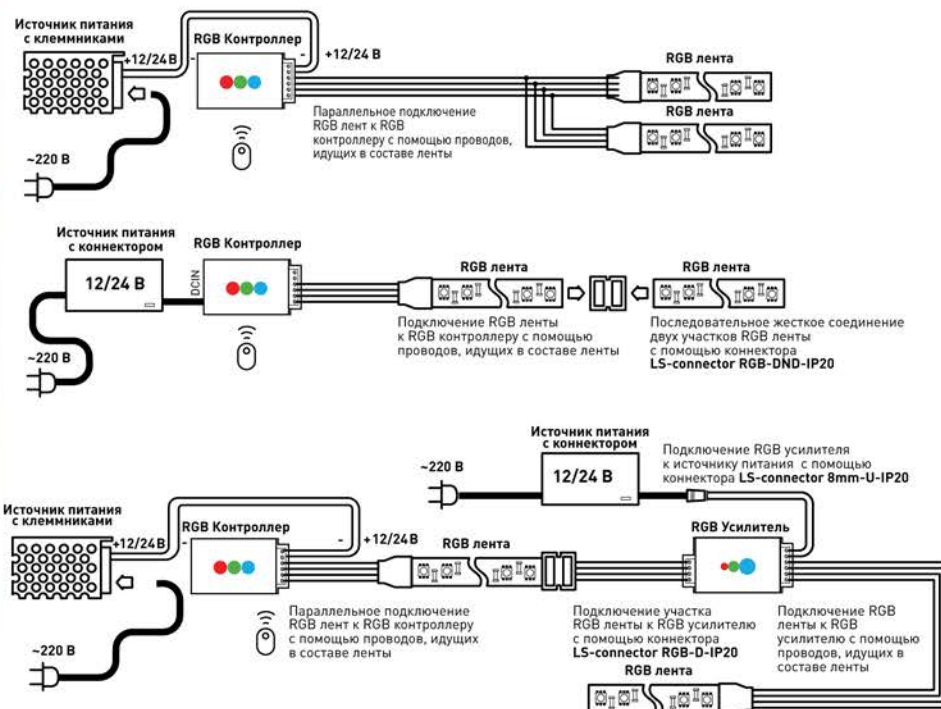 Источник питания
с клеммниками
+12/24 В
-
RGB Контроллер
-
+12/24 В
RGB лента
RGB лента
Параллельное подключение
RGB лент к RGB
контроллеру с помощью проводов,
идущих в составе ленты
~220 В
Источник питания
с коннектором
12/24 В
RGB Контроллер
DCIN
RGB лента
RGB лента
Подключение RGB ленты
к RGB контроллеру с помощью
проводов, идущих в составе ленты
Последовательное жесткое соединение
двух участков RGB ленты
с помощью коннектора
LS-connector RGB-DND-IP20
~220 В
Источник питания
с коннектором
~220 В
12/24 В
Подключение RGB усилителя
к источнику питания с помощью
коннектора LS-connector 8mm-U-IP20
Источник питания
с клеммниками
+12/24В
-
RGB Контроллер
-
+12/24В
RGB лента
RGB Усилитель
Параллельное подключение
RGB лент к RGB контроллеру
с помощью проводов, идущих
в составе ленты
Подключение участка
RGB ленты к RGB усилителю
с помощью коннектора
LS-connector RGB-D-IP20
Подключение RGB
ленты к RGB
усилителю с помощью
проводов, идущих в
составе ленты
~220 В
RGB лента